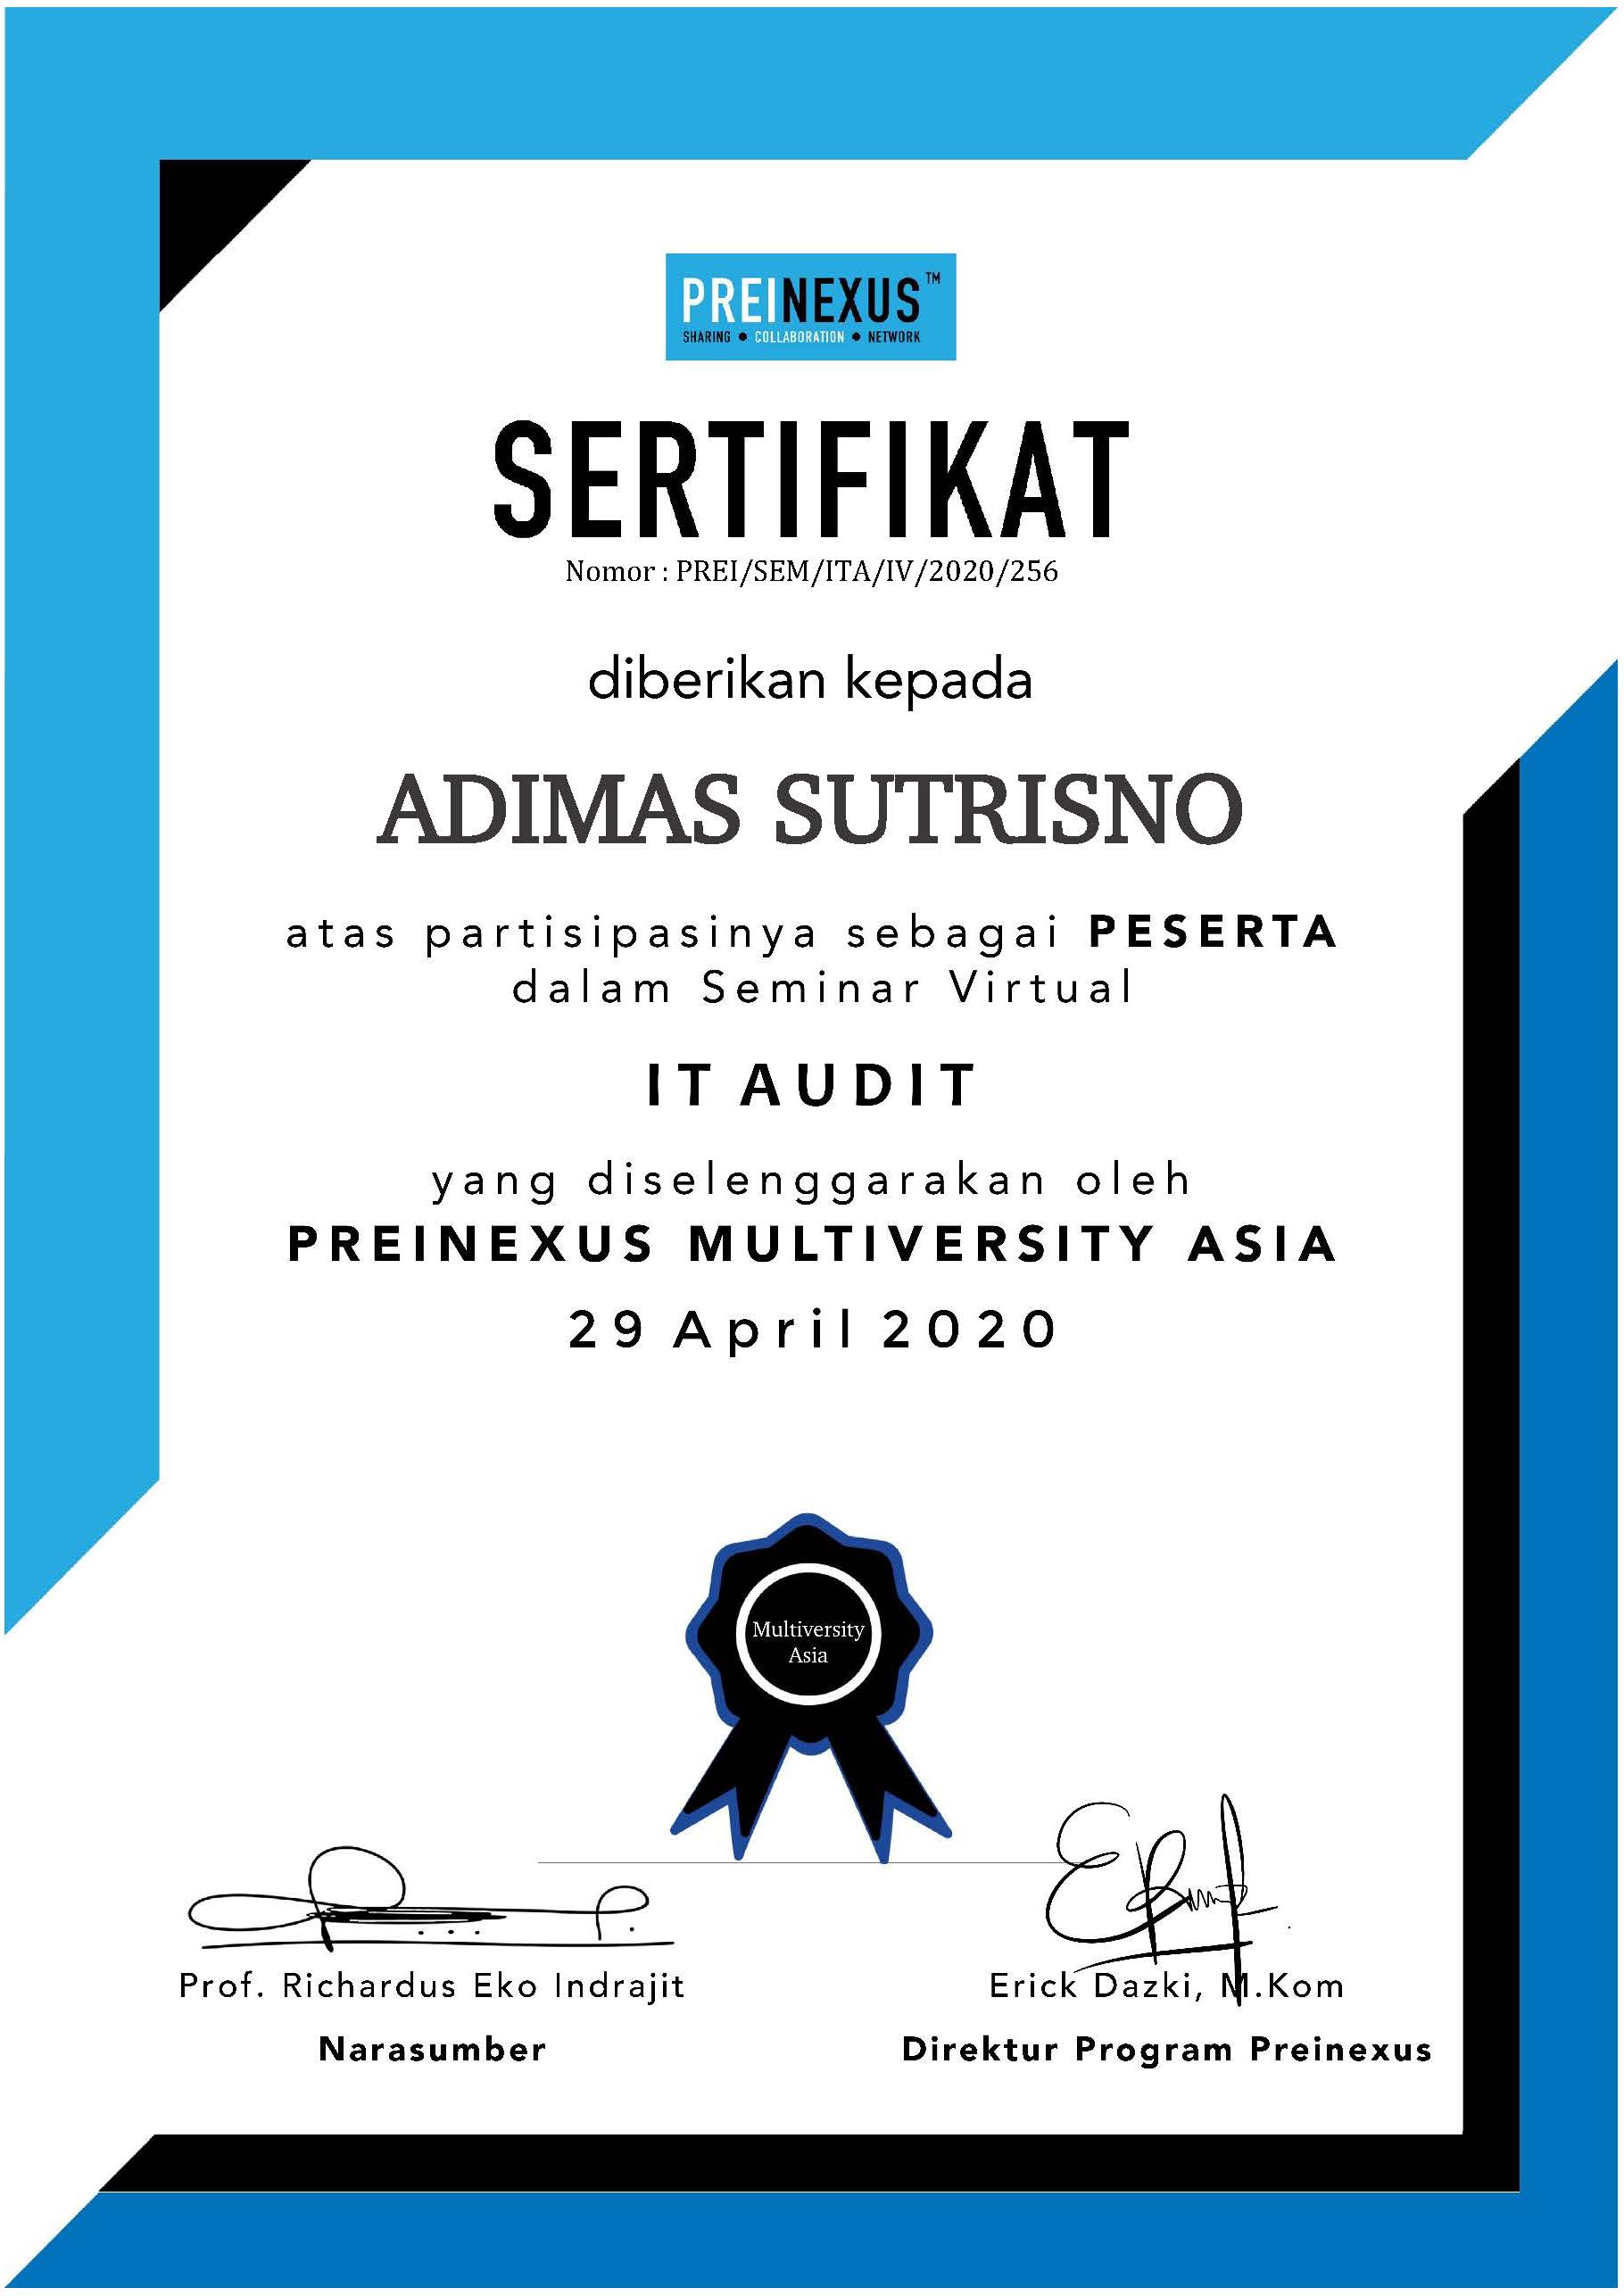 PREINEXUS™
SHARING • COLLABORATION • NETWORK
SERTIFIKAT
Nomor : PREI/SEM/ITA/IV/2020/256
diberikan kepada
ADIMAS SUTRISNO
atas partisipasinya sebagai PESERTA
dalam Seminar Virtual
IT AUDIT
yang diselenggarakan oleh
PREINEXUS MULTIVERSITY ASIA
29 April 2020
Multiversity
Asia
Prof. Richardus Eko Indrajit
Narasumber
Erick Dazki, M.Kom
Direktur Program Preinexus